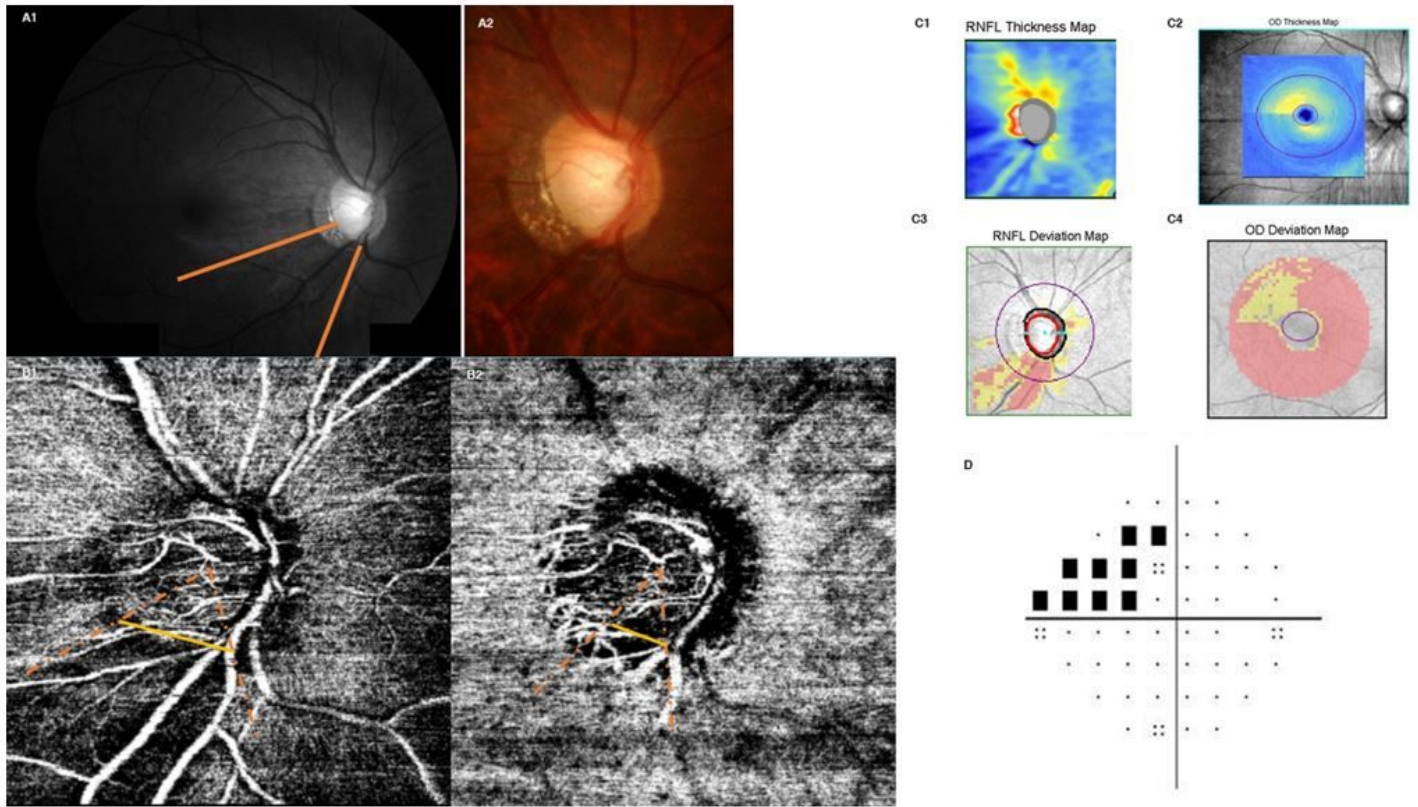 A1
A2
C1
RNFL Thickness Map
C2
OD Thickness Map
C3
RNFL Deviation Map
C4
OD Deviation Map
B1
B2
D